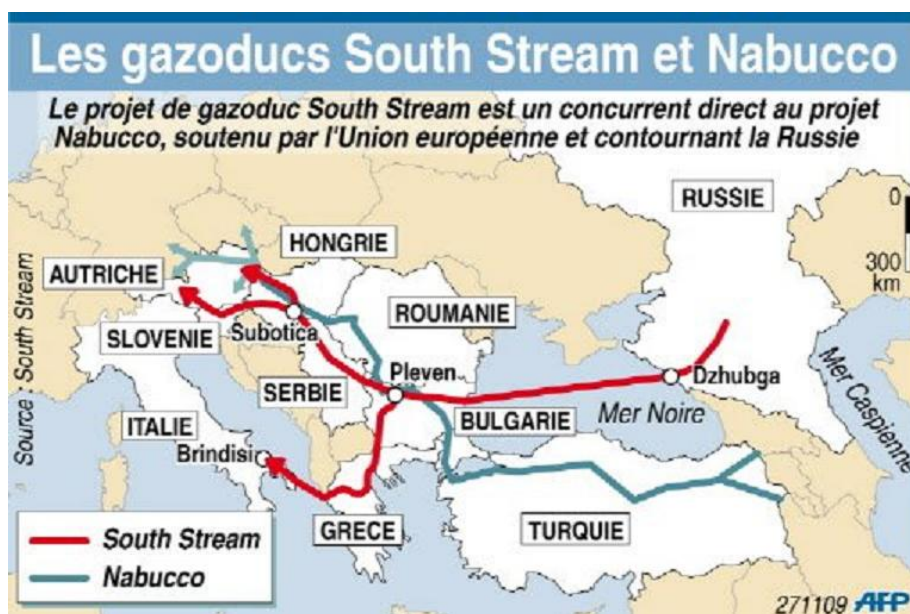 Les gazoducs South Stream et Nabucco
Le projet de gazoduc South Stream est un concurrent direct au projet
Nabucco, soutenu par l'Union européenne et contournant la Russie
RUSSIE
0
300
km
HONGRIE
AUTRICHE
ROUMANIE
SLOVENIE
Subotica
Pleven
Dzhubga
SERBIE
Mer Noire
Mer Caspienne
BULGARIE
ITALIE
Brindisi
GRECE
TURQUIE
South Stream
Nabucco
Source : South Stream
271109 AFP